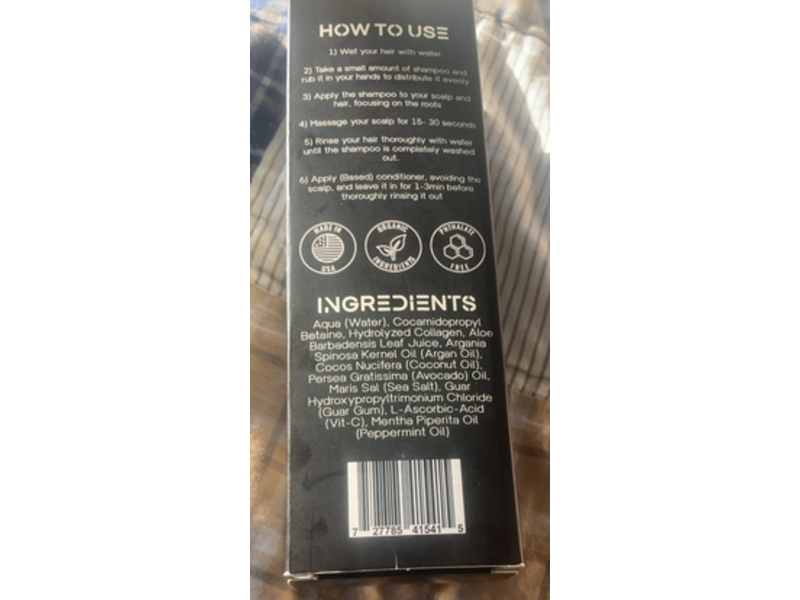 HOW TO USE
1) Wet your hair with water
2) Take a small amount of shampoo and
rub it in your hands to distribute it evenly
3) Apply the shampoo to your scalp and
hair, focusing on the roots
4) Massage your scalp for 15- 30 seconds
5) Rinse your hair thoroughly with water
until the shampoo is completely washed
out.
6) Apply (Based) conditioner, avoiding the
scalp, and leave it in for 1-3min before
thoroughly rinsing it out
MADE IN
USA
ORGANIC
INGREDIENTS
PHTHALATE
FREE
INGREDIENTS
Aqua (Water), Cocamidopropyl
Betaine, Hydrolyzed Collagen, Aloe
Barbadensis Leaf Juice, Argania
Spinosa Kernel Oil (Argan Oil),
Cocos Nucifera (Coconut Oil),
Persea Gratissima (Avocado) Oil,
Maris Sal (Sea Salt), Guar
Hydroxypropyltrimonium Chloride
(Guar Gum), L-Ascorbic-Acid
(Vit-C), Mentha Piperita Oil
(Peppermint Oil)
7 27785 41541 5